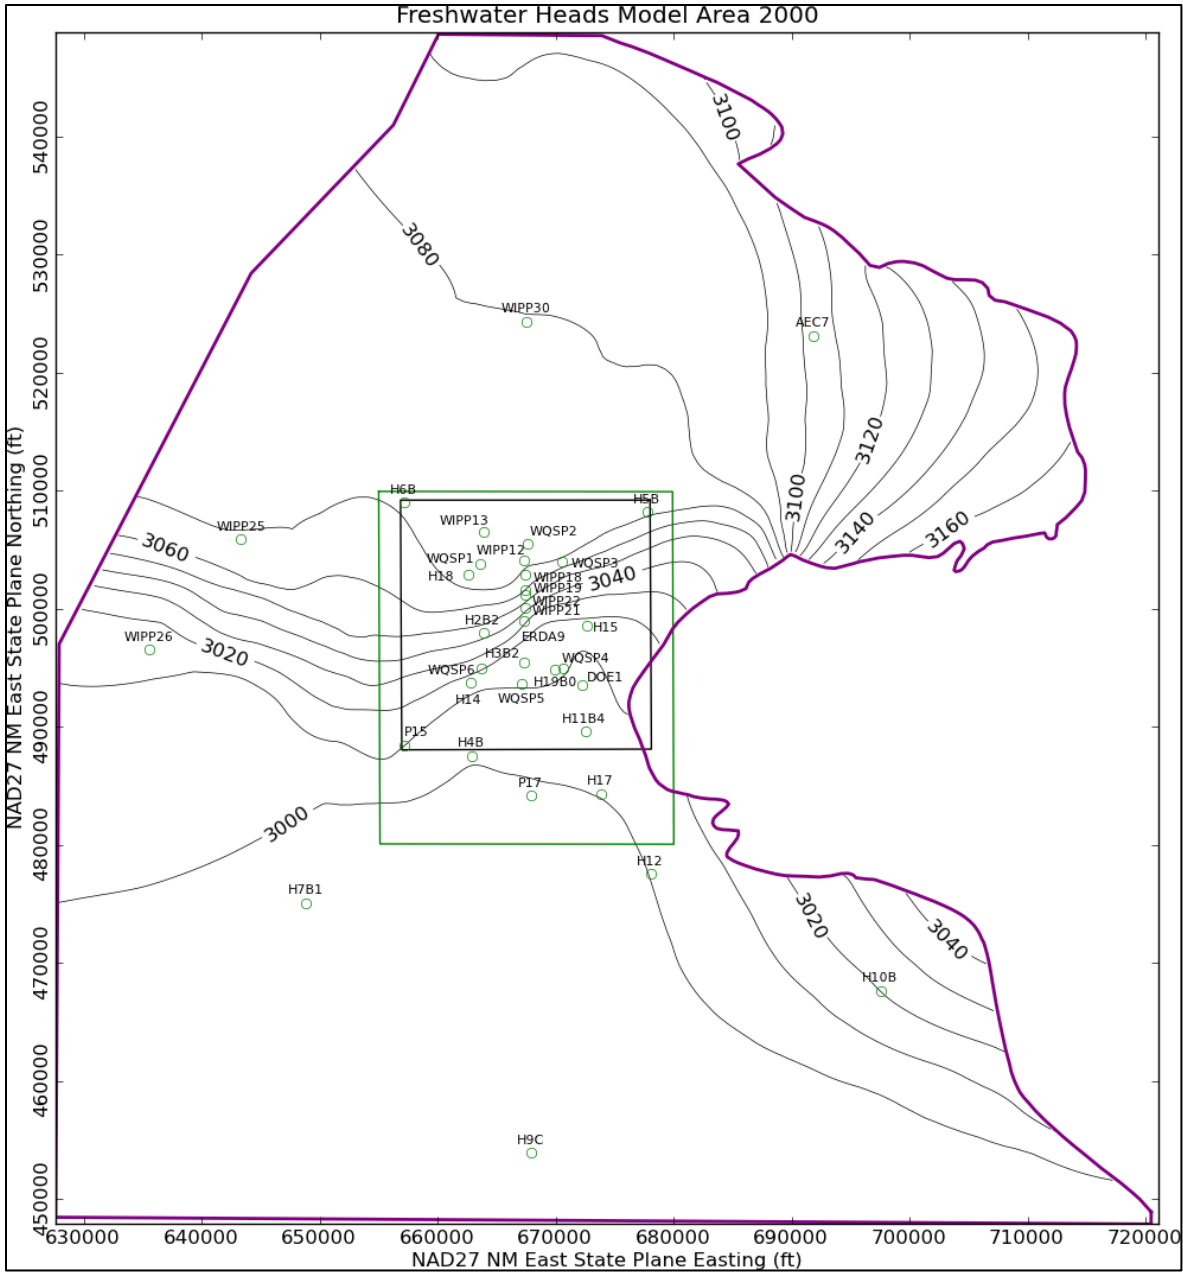 Freshwater Heads Model Area 2000
NAD27 NM East State Plane Northing (ft)
540000
530000
520000
510000
500000
490000
480000
470000
460000
450000
3100
3080
WIPP30
AEC7
3120
3100
3140
3160
H6B
H5B
WIPP25
WIPP13
WQSP2
3060
WQSP1
WIPP12
WQSP3
H18
WIPP18
3040
WIPP19
WIPP22
WIPP21
H2B2
H15
WIPP26
ERDA9
3020
H3B2
WQSP4
WQSP6
H19B0
DOE1
H14
WQSP5
H11B4
P15
H4B
P17
H17
3000
H12
H7B1
3020
3040
H10B
H9C
630000
640000
650000
660000
670000
680000
690000
700000
710000
720000
NAD27 NM East State Plane Easting (ft)